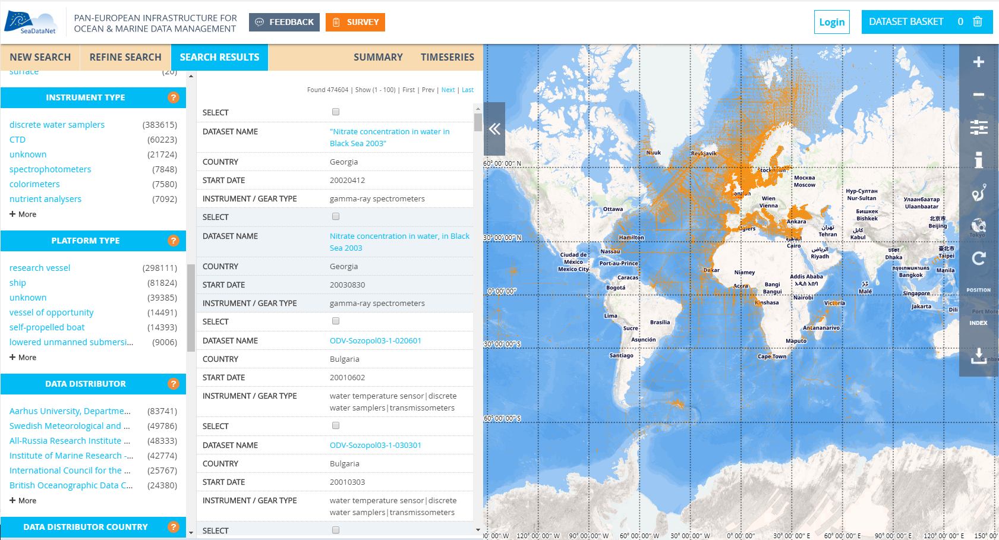 SeaDataNet
PAN-EUROPEAN INFRASTRUCTURE FOR
OCEAN & MARINE DATA MANAGEMENT
FEEDBACK
SURVEY
Login
DATASET BASKET 0
NEW SEARCH
REFINE SEARCH
SEARCH RESULTS
SUMMARY
TIMESERIES
surface (20)
INSTRUMENT TYPE ?
discrete water samplers (383615)
CTD (60223)
unknown (21724)
spectrophotometers (7848)
colorimeters (7580)
nutrient analysers (7092)
+ More
PLATFORM TYPE ?
research vessel (298111)
ship (81824)
unknown (39385)
vessel of opportunity (14491)
self-propelled boat (14393)
lowered unmanned submersi... (9006)
+ More
DATA DISTRIBUTOR ?
Aarhus University, Departme... (83741)
Swedish Meteorological and ... (49786)
All-Russia Research Institute ... (48333)
Institute of Marine Research -... (42774)
International Council for the ... (25767)
British Oceanographic Data C... (24380)
+ More
DATA DISTRIBUTOR COUNTRY ?
Found 474604 | Show (1 - 100) | First | Prev | Next | Last
SELECT
DATASET NAME "Nitrate concentration in water in
Black Sea 2003"
COUNTRY Georgia
START DATE 20020412
INSTRUMENT / GEAR TYPE gamma-ray spectrometers
SELECT
DATASET NAME Nitrate concentration in water, in Black
Sea 2003
COUNTRY Georgia
START DATE 20030830
INSTRUMENT / GEAR TYPE gamma-ray spectrometers
SELECT
DATASET NAME ODV-Sozopol03-1-020601
COUNTRY Bulgaria
START DATE 20010602
INSTRUMENT / GEAR TYPE water temperature sensor|discrete
water samplers|transmissometers
SELECT
DATASET NAME ODV-Sozopol03-1-030301
COUNTRY Bulgaria
START DATE 20010303
INSTRUMENT / GEAR TYPE water temperature sensor|discrete
water samplers|transmissometers
SELECT
Nuuk
Reykjavik
60° 00' 00" N
Москва
Moscow
Wien
Vienna
Нур-Султан
Nur-Sultan
Улаанбаатар
Ulaanbaatar
Ottawa
Бишкек
Bishkek
北京市
Beijing
Ankara
تهران
Tehran
كابل
Kabul
Tokyo
30° 00' 00" N
Hamilton
القاهرة
Cairo
الرياض
Riyadh
Nassau
臺北市
Taipei
Ciudad de
México
Mexico City
Port-au-Prince
Dhaka
Dakar
Niamey
กรุงเทพมหานคร
Bangkok
Manila
Caracas
Addis Ababa
አዲስ አበባ
Bogotá
Accra
Bangi
Bangui
Malé
0° 00' 00"
Nairobi
Singapore
POSITION
Kinshasa
Victoria
Jakarta
Dili
Port More
Lima
Brasília
INDEX
Sucre
Antananarivo
Asunción
Maputo
30° 00' 00" S
Santiago
Cape Town
60° 00' 00" S
00' 00" W
120° 00' 00" W
90° 00' 00" W
60° 00' 00" W
30° 00' 00" W
0° 00' 00"
30° 00' 00" E
60° 00' 00" E
90° 00' 00" E
120° 00' 00" E
150° 00'